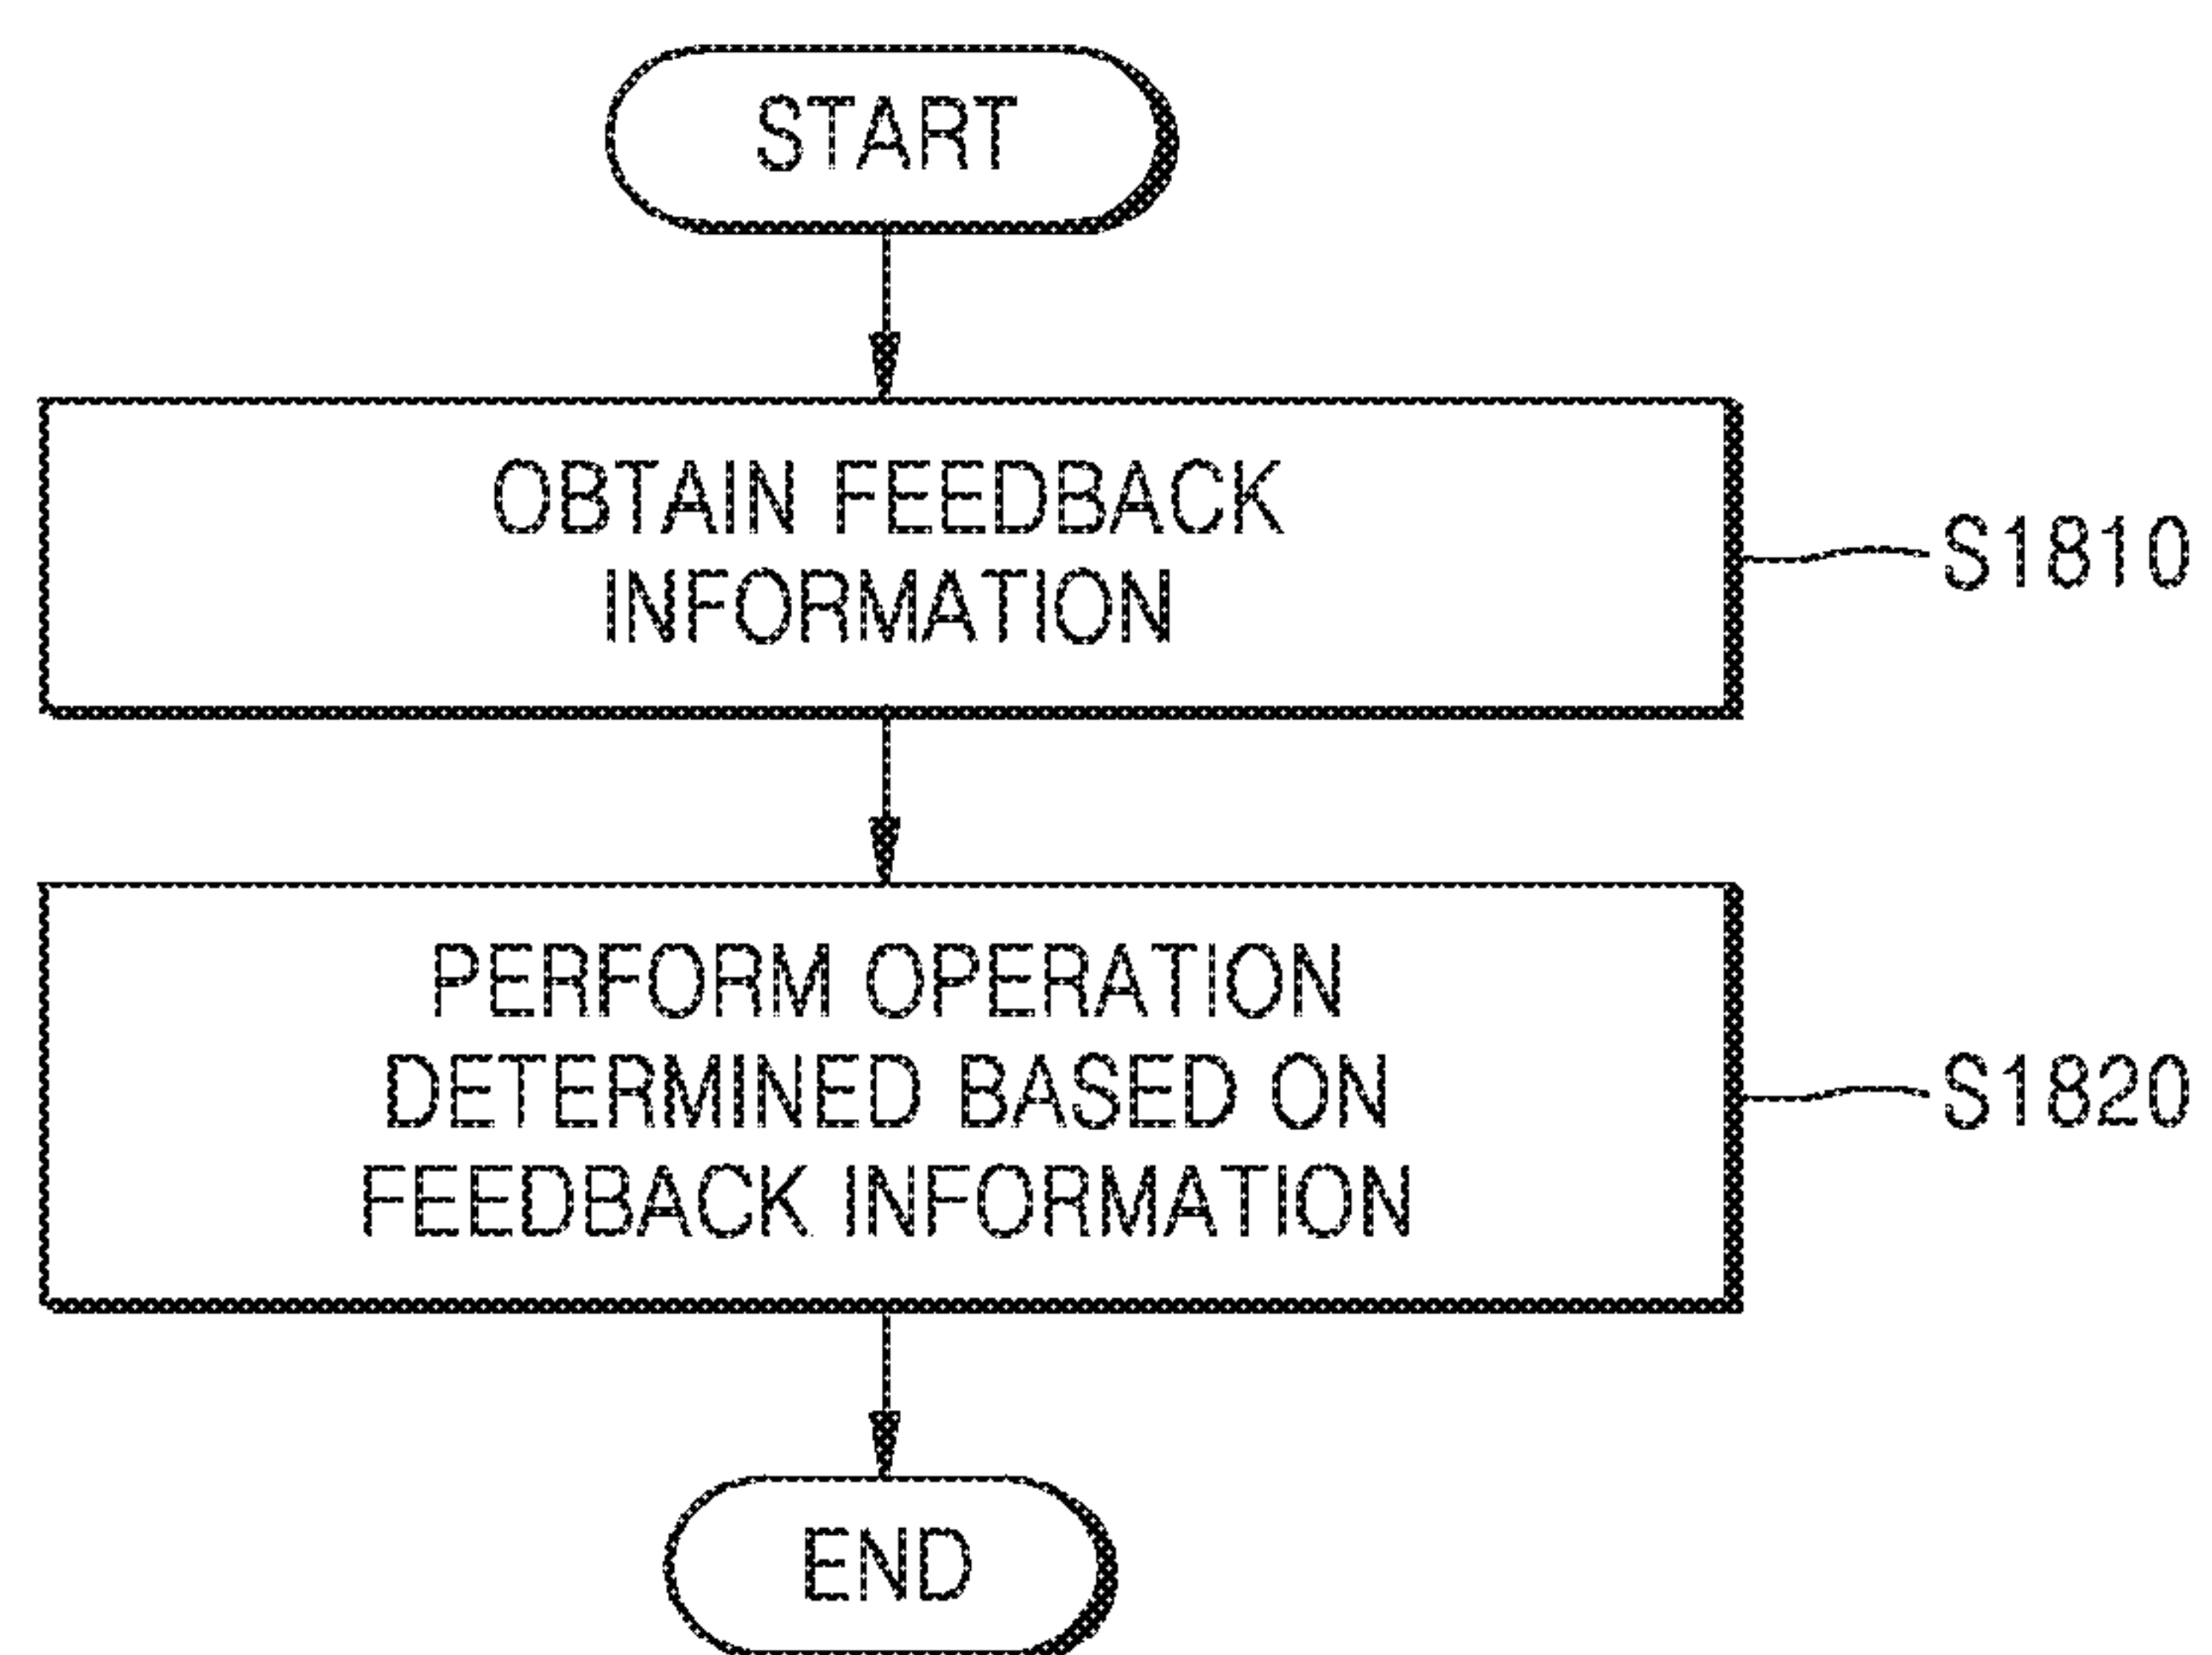 START
OBTAIN FEEDBACK
INFORMATION
S1810
PERFORM OPERATION
DETERMINED BASED ON
FEEDBACK INFORMATION
S1820
END